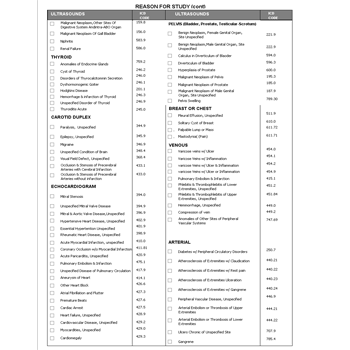 REASON FOR STUDY (cont)
ULTRASOUNDS
ICD CODE
Malignant Neoplasm,Other Sites Of
Digestive System And/Intra-ABD Organ
159.8
Malignant Neoplasm Of Gall Bladder
156.0
Nephritis
583.9
Renal Failure
586.0
THYROID
Anomalies of Endocrine Glands
759.2
Cyst of Thyroid
246.2
Disorders of Thyrocalcitonin Secretion
246.0
Dyshormonogenic Goiter
246.1
Hodgkins Disease
201.1
Hemorrhage & Infarction of Thyroid
246.3
Unspecified Disorder of Thyroid
246.9
Thyroiditis-Acute
245.0
CAROTID DUPLEX
Paralysis, Unspecified
344.9
Epilepsy, Unspecified
345.9
Migraine
346.9
Unspecified Condition of Brain
348.9
Visual Field Defect, Unspecified
368.4
Occlusion & Stenosis of Precerebral
Arteries with Cerebral Infarction
433.1
Occlusion & Stenosis of Precerebral
Arteries without infarction
433.0
ECHOCARDIOGRAM
Mitral Stenosis
394.0
Unspecified Mitral Valve Disease
394.9
Mitral & Aortic Valve Disease,Unspecified
396.9
Hypertensive Heart Disease, Unspecified
402.9
Essential Hypertension Unspecified
401.9
Rheumatic Heart Disease, Unspecified
398.9
Acute Myocardial Infarction, unspecified
410.0
Coronary Occlusion w/o Myocardial Infarction
411.81
Acute Pericarditis, Unspecified
420.9
Pulmonary Embolism & Infarction
415.1
Unspecified Disease of Pulmonary Circulation
417.9
Aneurysm of Heart
414.1
Other Heart Block
426.6
Atrial Fibrillation and Flutter
427.3
Premature Beats
427.6
Cardiac Arrest
427.5
Heart Failure, Unspecified
428.9
Cardiovascular Disease, Unspecified
429.2
Myocarditis, Unspecified
429.0
Cardiomegaly
429.3
ULTRASOUNDS
ICD CODE
PELVIS (Bladder, Prostate, Testicular Scrotum)
Benign Neoplasm, Female Genital Organ,
Site Unspecified
221.9
Benign Neoplasm,Male Genital Organ, Site
Unspecified
222.9
Calculus in Diverticulum of Bladder
594.0
Diverticulum of Bladder
596.3
Hyperplasia of Prostate
600.0
Malignant Neoplasm of Pelvis
195.3
Malignant Neoplasm of Prostate
185.0
Malignant Neoplasm of Male Genital
Organ, Site Unspecified
187.9
Pelvic Swelling
789.30
BREAST OR CHEST
Pleural Effusion, Unspecified
511.9
Solitary Cyst of Breast
610.0
Palpable Lump or Mass
611.72
Mastodynia( Pain)
611.71
VENOUS
Varicose veins w/ Ulcer
454.0
Varicose Veins w/ Inflammation
454.1
Varicose Veins w/ Ulcer/Inflammation
454.2
Varicose Veins w/o Ulcer/Inflammation
454.9
Pulmonary Embolism & Infarction
415.1
Phlebitis & Thrombophlebitis of Lower
Extremities, Unspecified
451.2
Phlebitis & Thrombophlebitis of Upper
Extremities, Unspecified
Hemorrhage, Unspecified
459.0
Compression of vein
459.2
Anomalies of Other Sites of Peripheral
Vascular Systems
747.69
ARTERIAL
Diabetes w/ Peripheral Circulatory Disorders
250.7
Atherosclerosis of Extremities w/ Claudication
440.21
Atherosclerosis of Extremities w/ Rest pain
440.22
Atherosclerosis of Extremities Ulceration
440.23
Atherosclerosis of Extremities w/ Gangrene
440.24
Peripheral Vascular Disease, Unspecified
443.9
Arterial Embolism or Thrombosis of Upper
Extremities
444.21
Arterial Embolism or Thrombosis of Lower
Extremities
444.22
Ulcer, Chronic of Unspecified Site
707.9
Gangrene
785.4